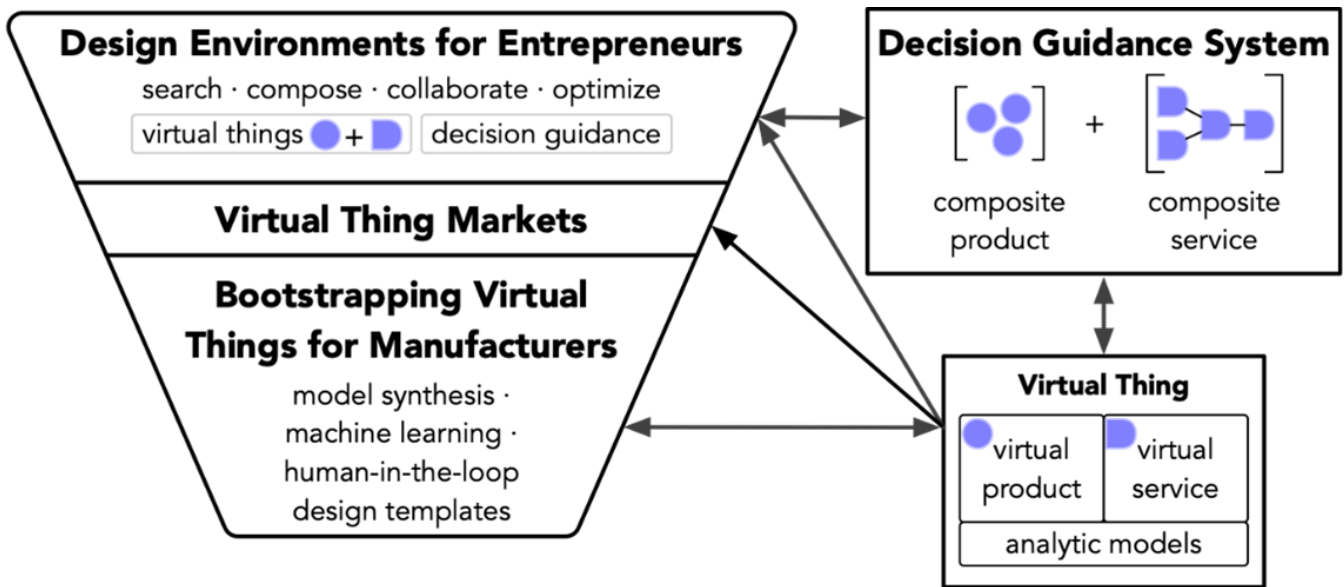 Design Environments for Entrepreneurs
search · compose · collaborate · optimize
virtual things + decision guidance
Virtual Thing Markets
Bootstrapping Virtual
Things for Manufacturers
model synthesis ·
machine learning ·
human-in-the-loop
design templates
Decision Guidance System
+
composite
product
composite
service
Virtual Thing
virtual
product
virtual
service
analytic models